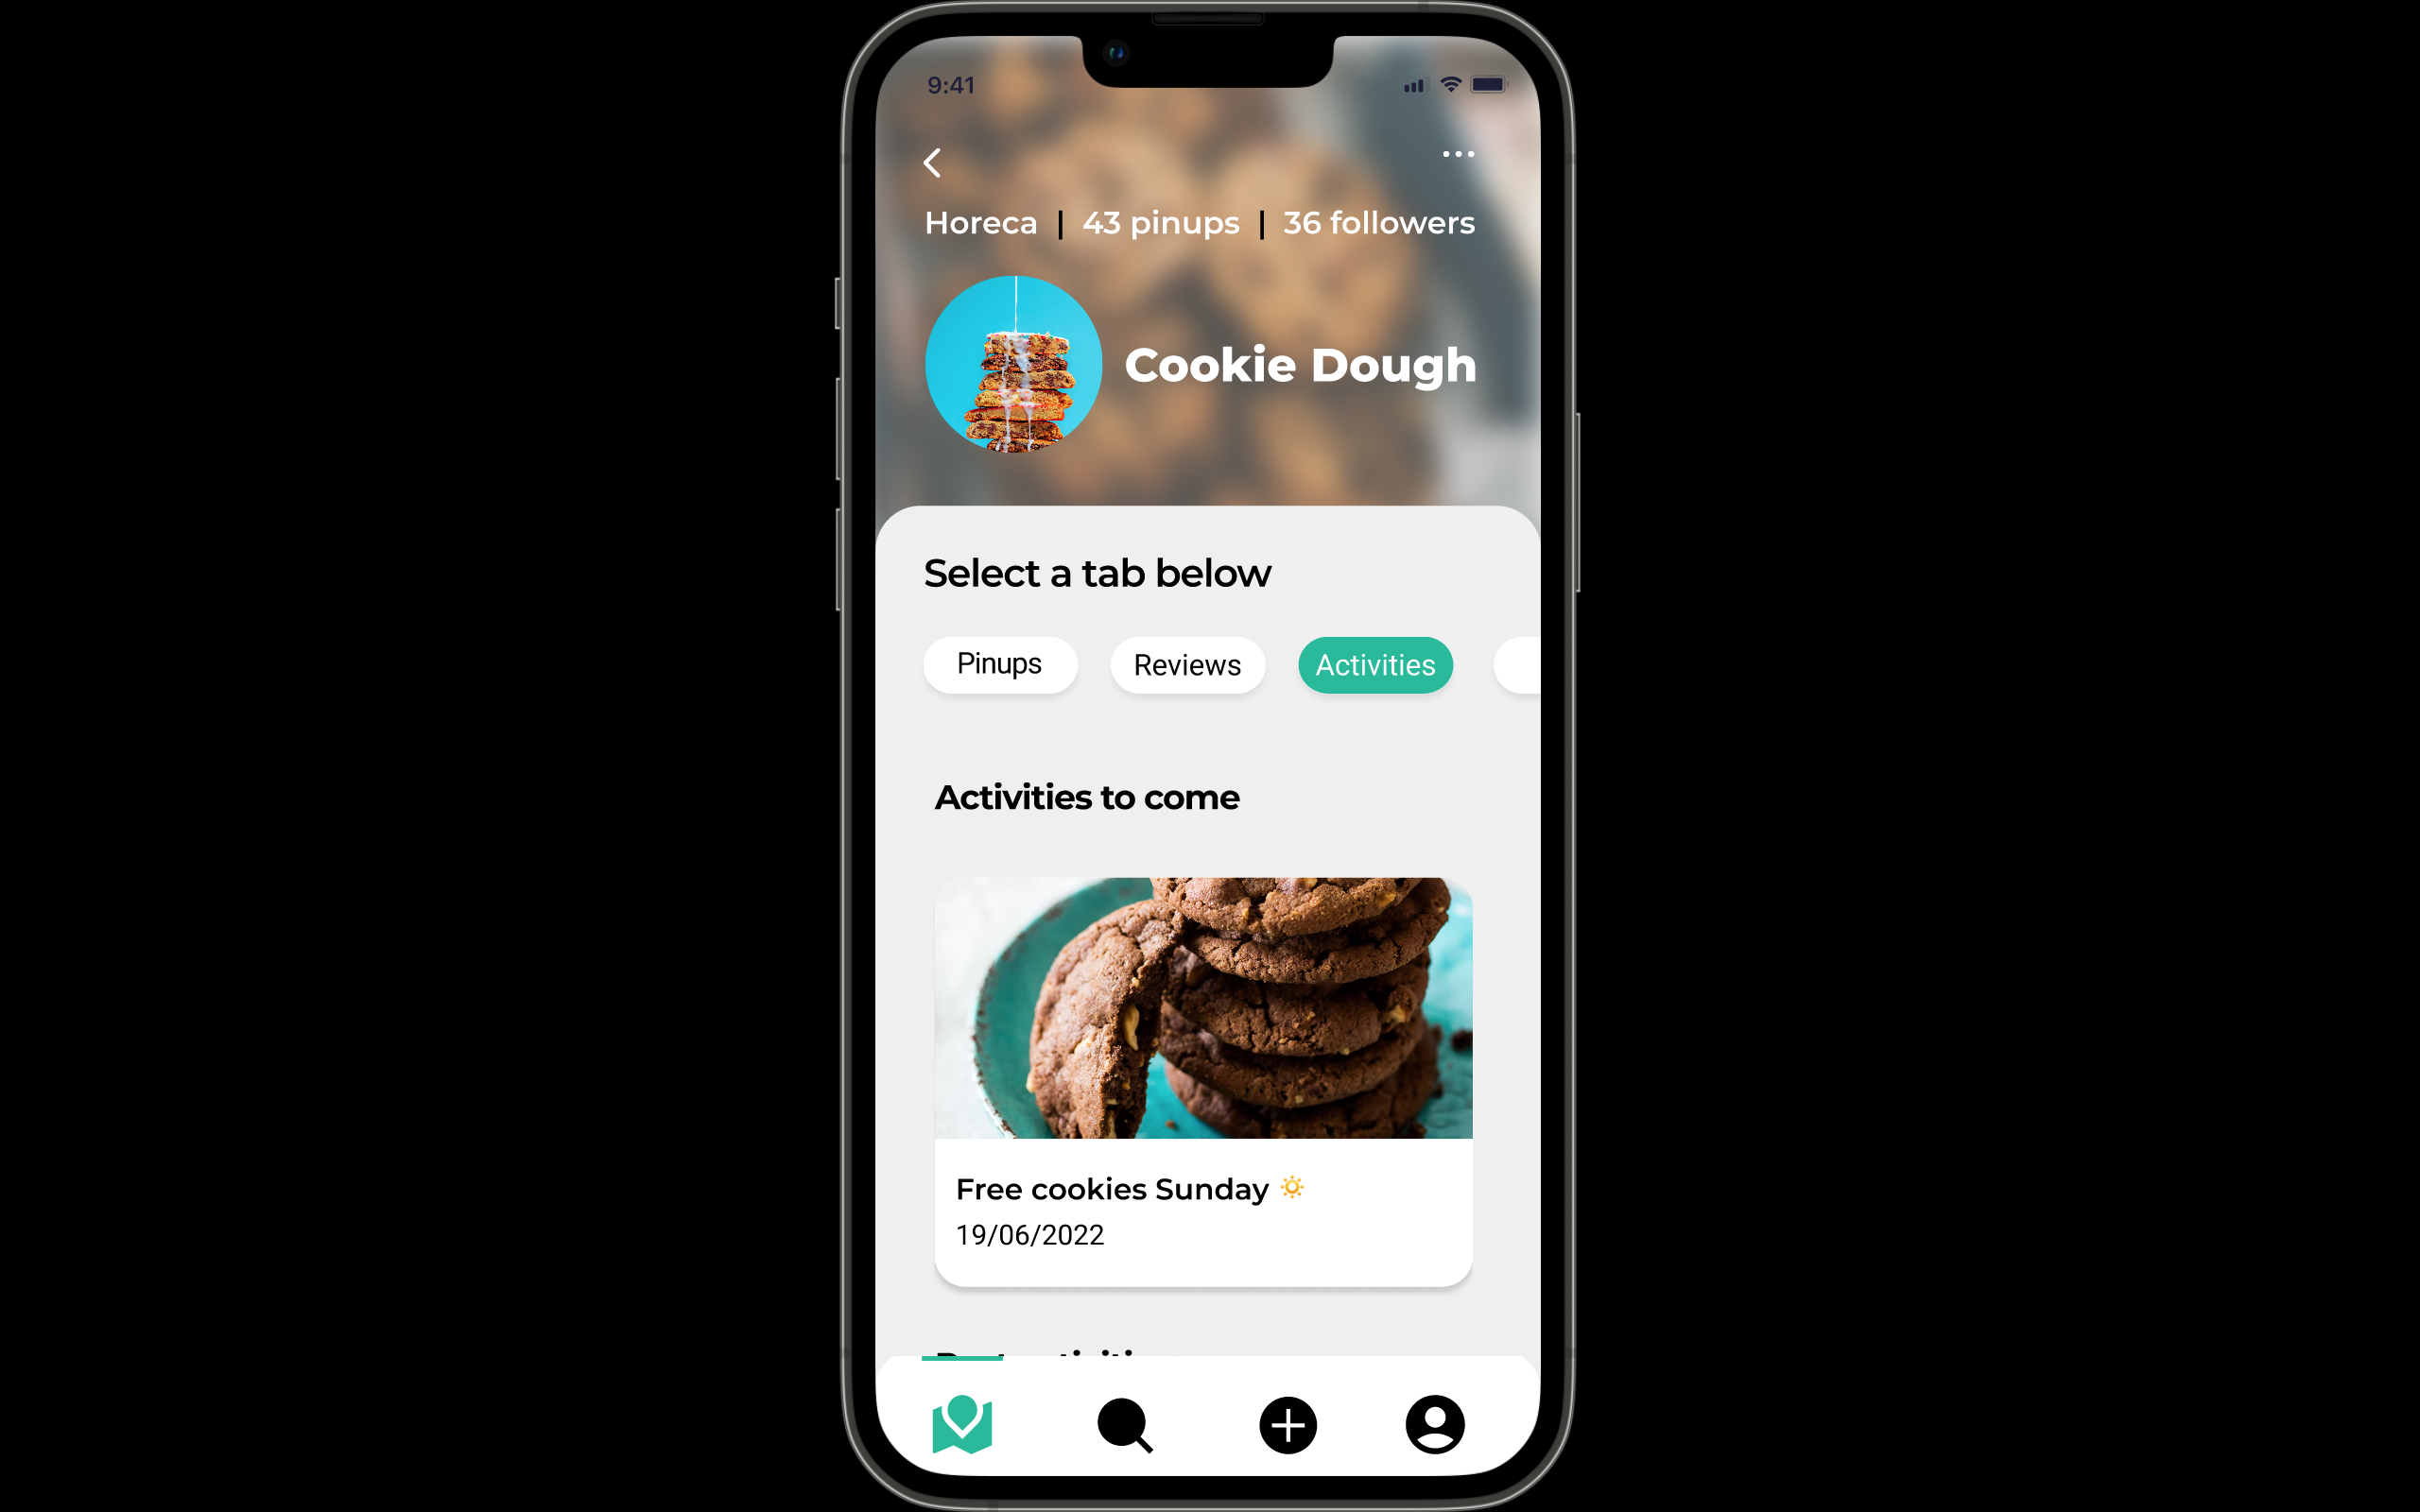 9:41
Horeca | 43 pinups | 36 followers
Cookie Dough
Select a tab below
Pinups Reviews Activities
Activities to come
Free cookies Sunday
19/06/2022